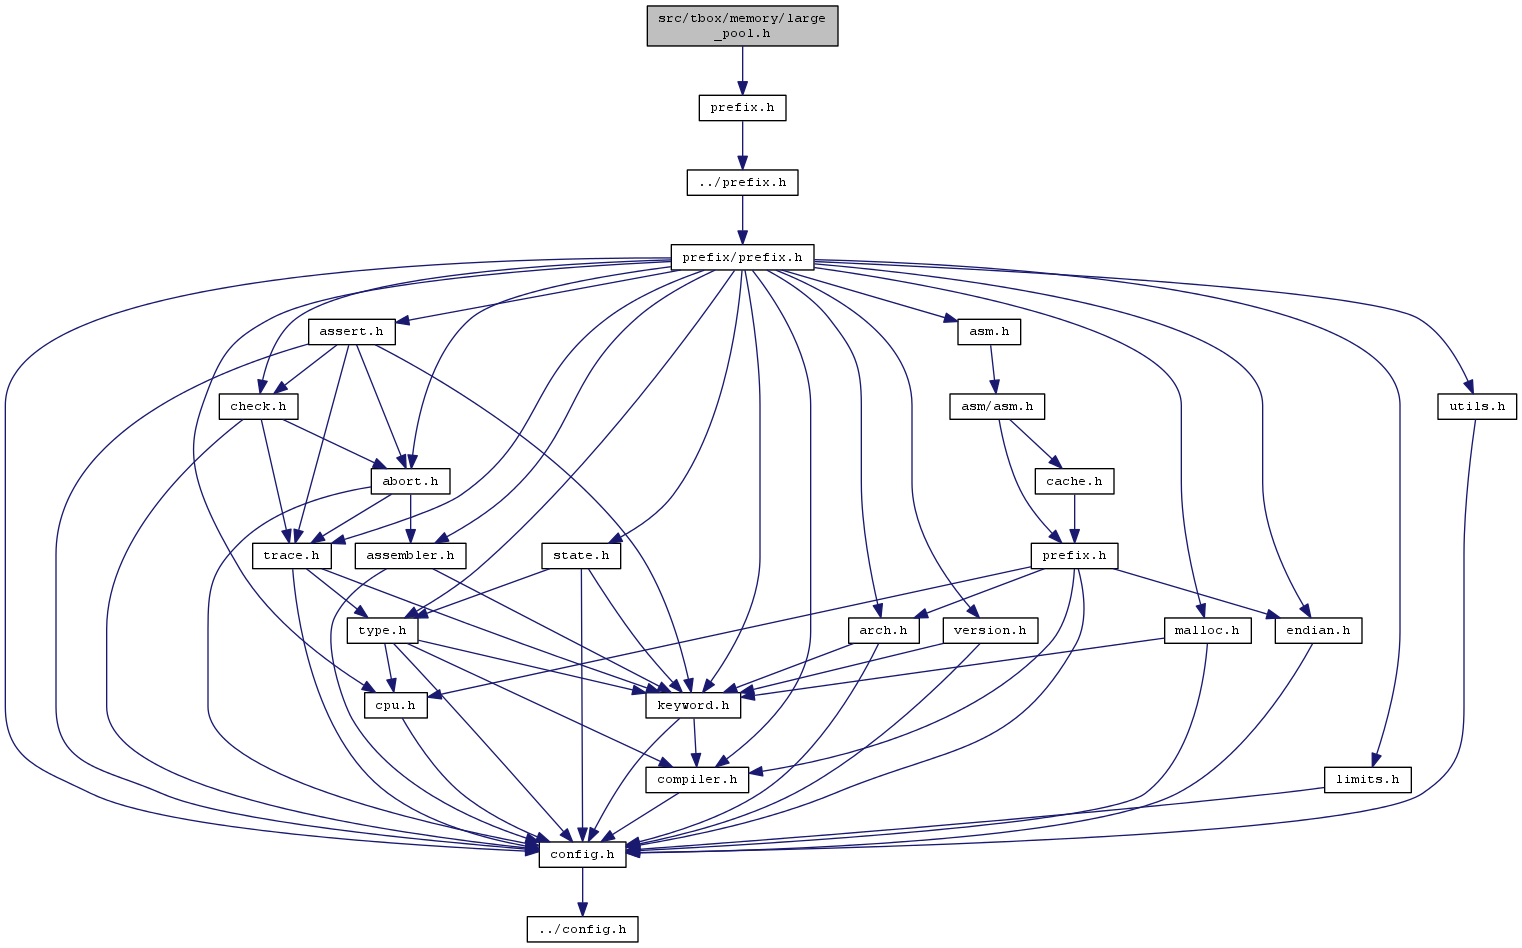 src/tbox/memory/large
_pool.h
prefix.h
../prefix.h
prefix/prefix.h
assert.h
asm.h
check.h
asm/asm.h
utils.h
abort.h
cache.h
trace.h
assembler.h
state.h
prefix.h
type.h
arch.h
version.h
malloc.h
endian.h
cpu.h
keyword.h
compiler.h
limits.h
config.h
../config.h